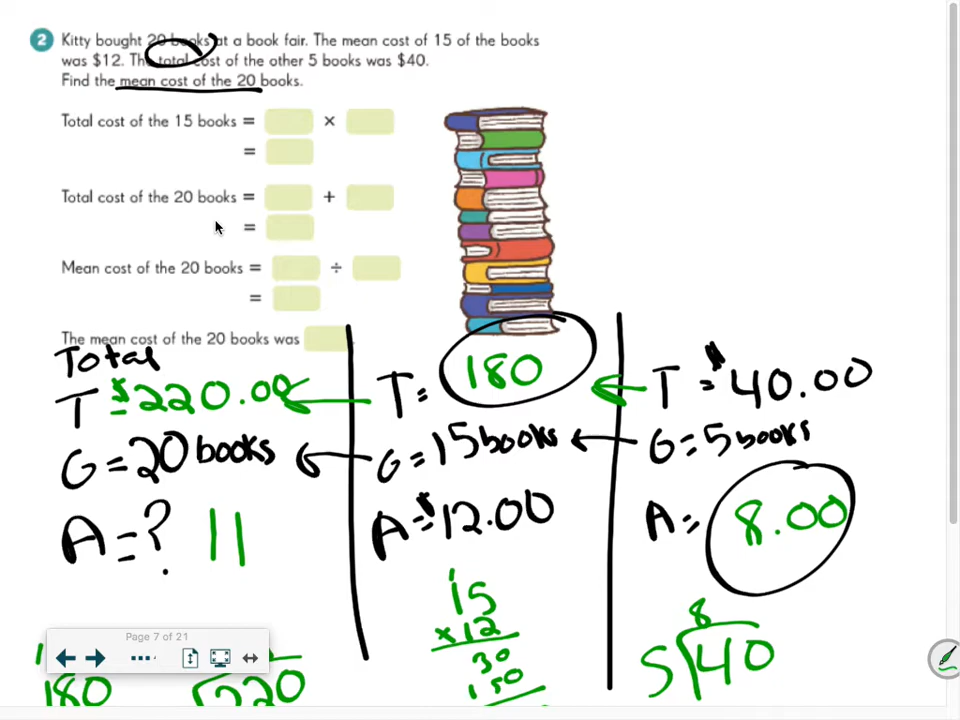 2 Kitty bought 20 books at a book fair. The mean cost of 15 of the books
was $12. The total cost of the other 5 books was $40.
Find the mean cost of the 20 books.
Total cost of the 15 books = ×
=
Total cost of the 20 books = +
=
Mean cost of the 20 books = ÷
=
The mean cost of the 20 books was
Total
T = $220.00
G = 20 books
A = ? 11
T = 180
G = 15 books
A = $12.00
T = $40.00
G = 5 books
A = 8.00
1
15
×12
30
150
8
5 40
Page 7 of 21
180
220